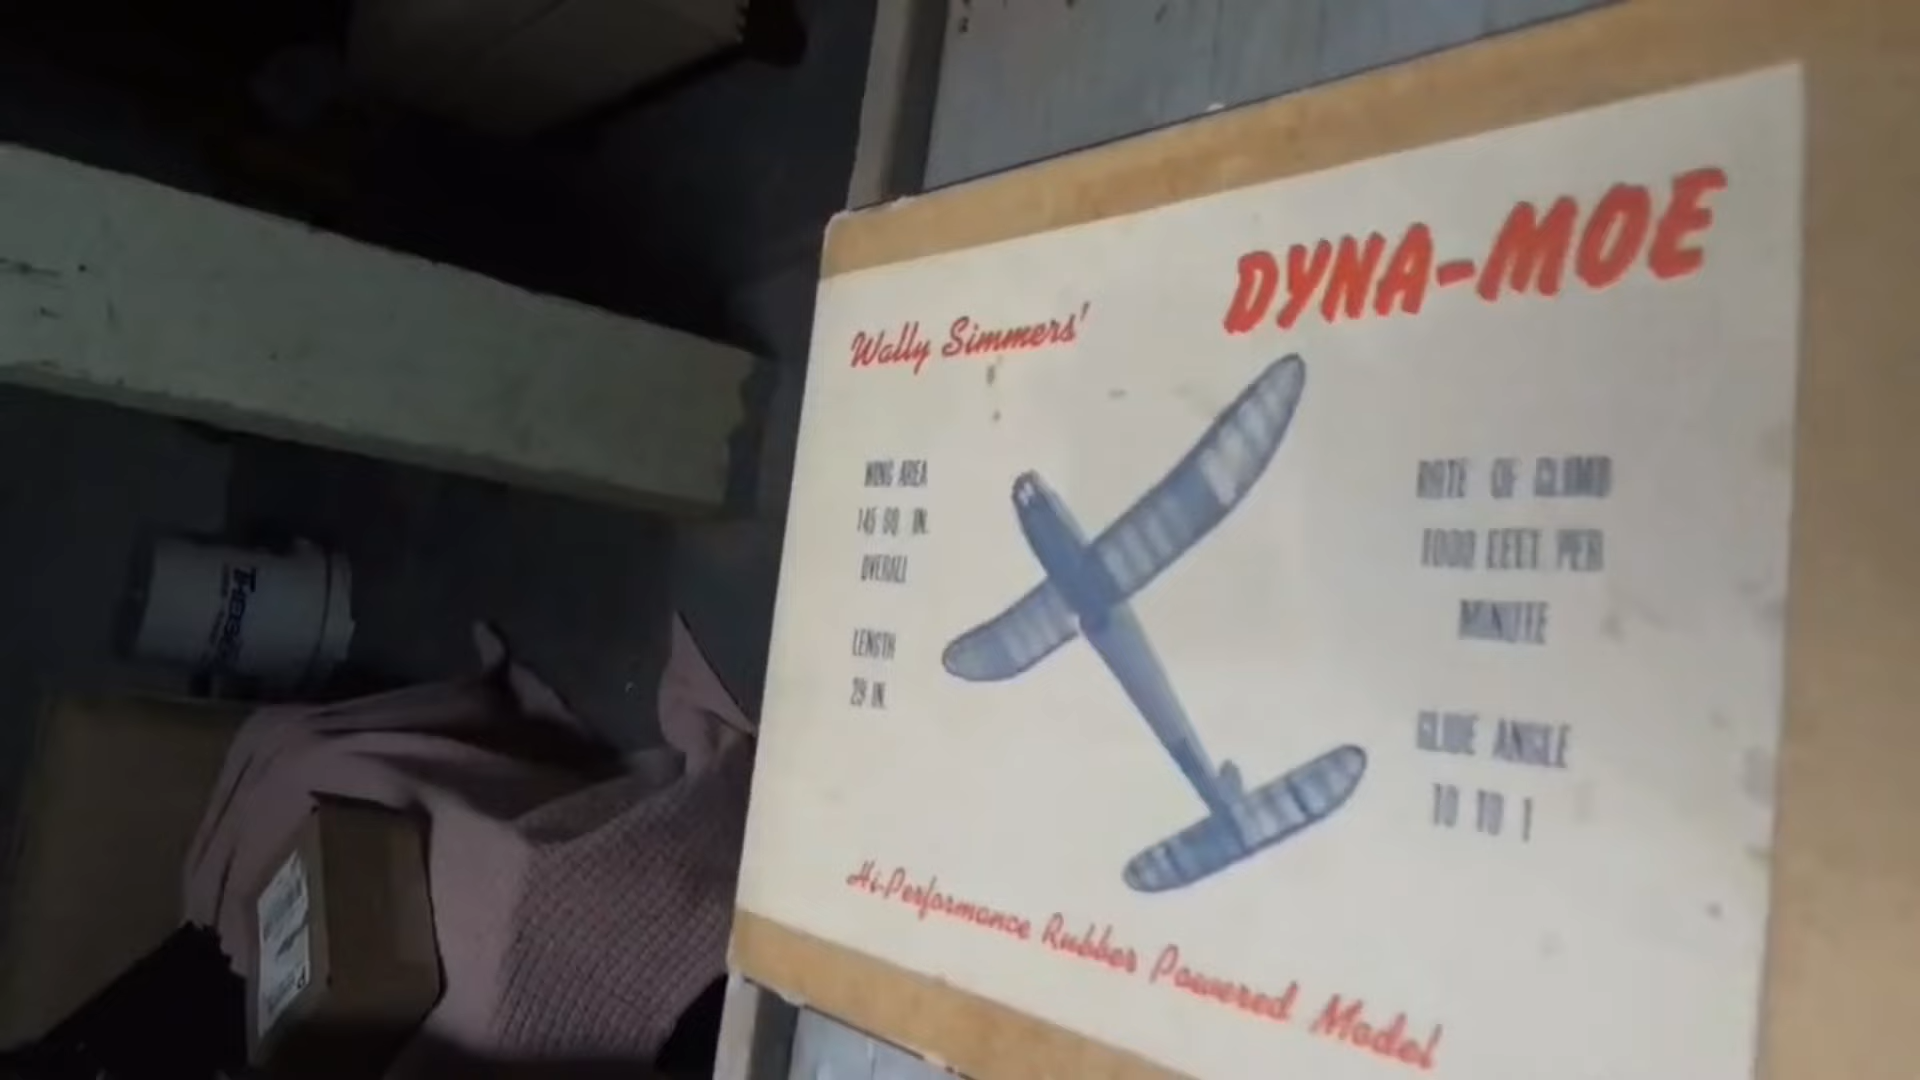 DYNA-MOE
Wally Simmers'
WING AREA
145 SQ. IN.
OVERALL
LENGTH
29 IN.
RATE OF CLIMB
1000 FEET PER
MINUTE
GLIDE ANGLE
10 TO 1
Hi-Performance Rubber Powered Model